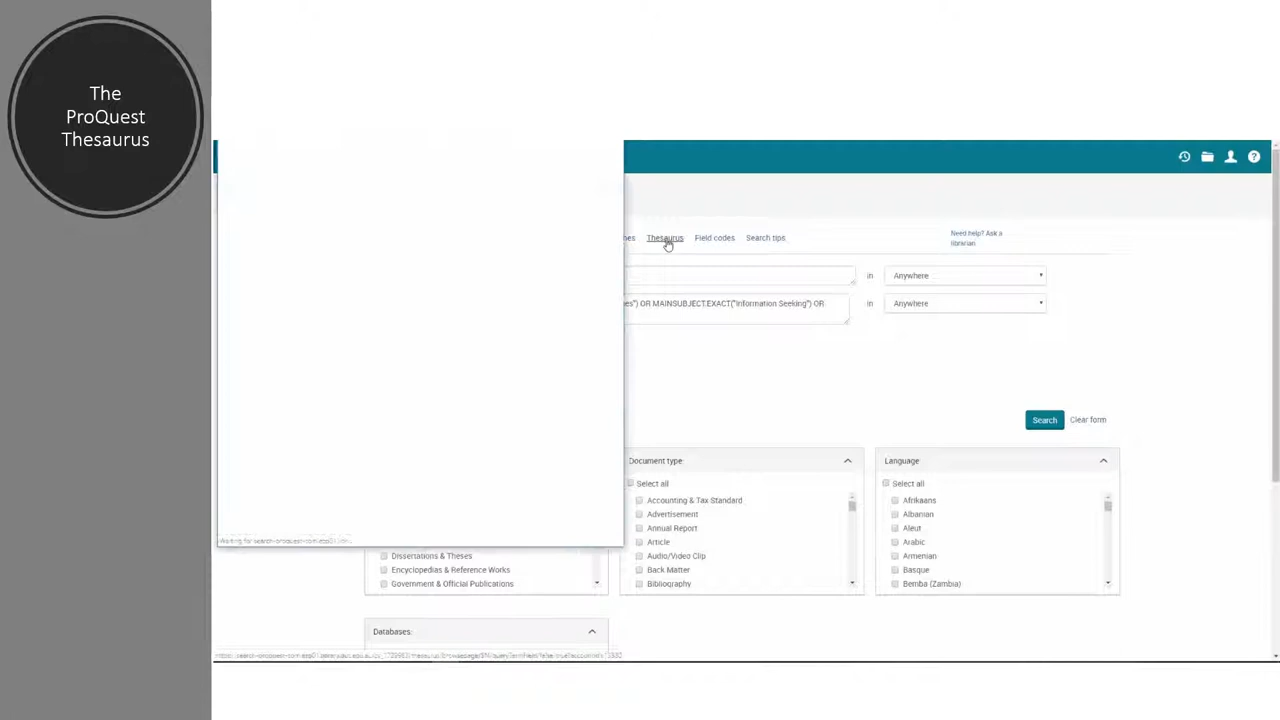 The
ProQuest
Thesaurus
Thesaurus Field codes Search tips
Need help? Ask a
librarian
in Anywhere
") OR MAINSUBJECT.EXACT("Information Seeking") OR in Anywhere
Search Clear form
Document type:
Select all
Accounting & Tax Standard
Advertisement
Annual Report
Article
Audio/Video Clip
Back Matter
Bibliography
Language:
Select all
Afrikaans
Albanian
Aleut
Arabic
Armenian
Basque
Bemba (Zambia)
Dissertations & Theses
Encyclopedias & Reference Works
Government & Official Publications
Databases: